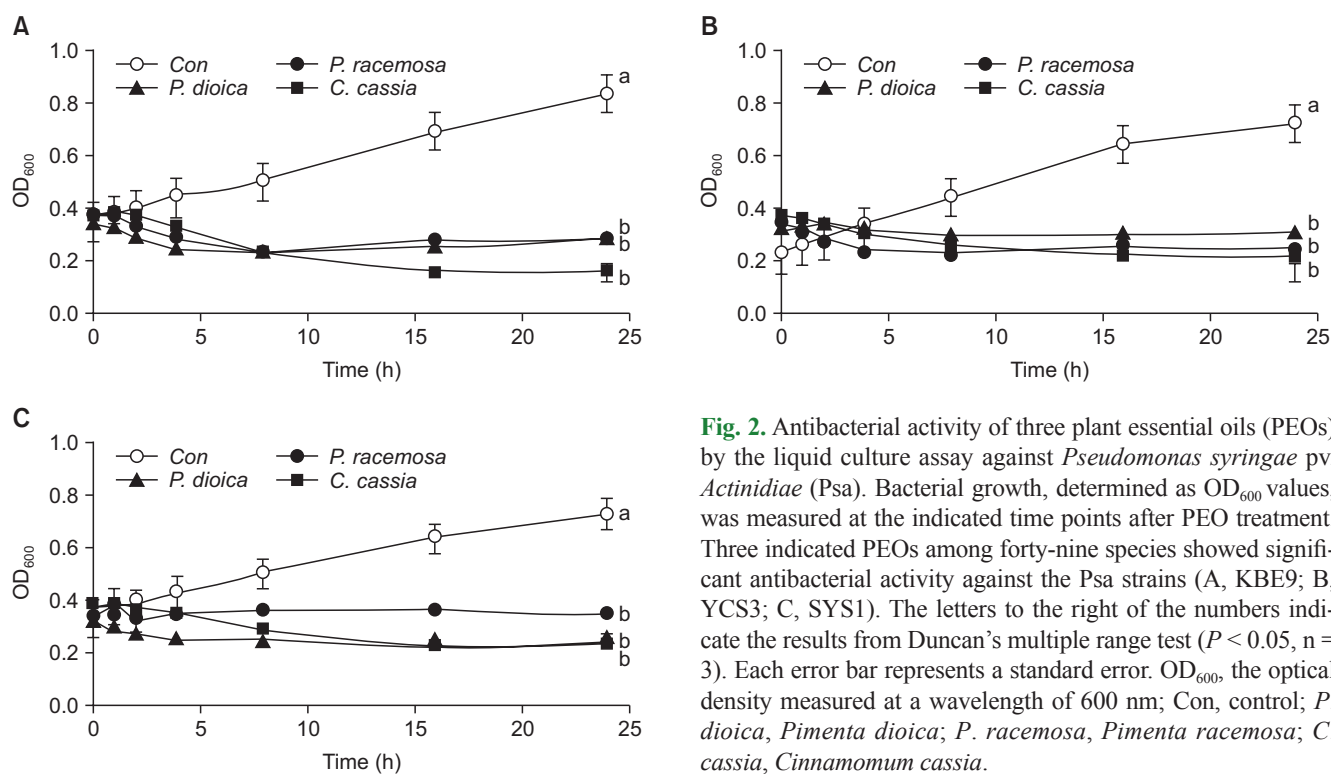 A
1.0
0.8
0.6
0.4
0.2
0.0
OD600
Con
P. dioica
P. racemosa
C. cassia
a
b
b
b
0 5 10 15 20 25
Time (h)
B
1.0
0.8
0.6
0.4
0.2
0.0
OD600
Con
P. dioica
P. racemosa
C. cassia
a
b
b
b
0 5 10 15 20 25
Time (h)
C
1.0
0.8
0.6
0.4
0.2
0.0
OD600
Con
P. dioica
P. racemosa
C. cassia
a
b
b
b
0 5 10 15 20 25
Time (h)
Fig. 2. Antibacterial activity of three plant essential oils (PEOs)
by the liquid culture assay against Pseudomonas syringae pv
Actinidiae (Psa). Bacterial growth, determined as OD600 values,
was measured at the indicated time points after PEO treatment
Three indicated PEOs among forty-nine species showed signifi-
cant antibacterial activity against the Psa strains (A, KBE9; B,
YCS3; C, SYS1). The letters to the right of the numbers indi-
cate the results from Duncan's multiple range test (P < 0.05, n =
3). Each error bar represents a standard error. OD600, the optical
density measured at a wavelength of 600 nm; Con, control; P
dioica, Pimenta dioica; P. racemosa, Pimenta racemosa; C
cassia, Cinnamomum cassia.